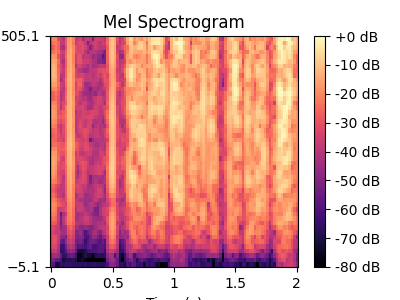 Mel Spectrogram
505.1
−5.1
0
0.5
1
1.5
2
+0 dB
-10 dB
-20 dB
-30 dB
-40 dB
-50 dB
-60 dB
-70 dB
-80 dB